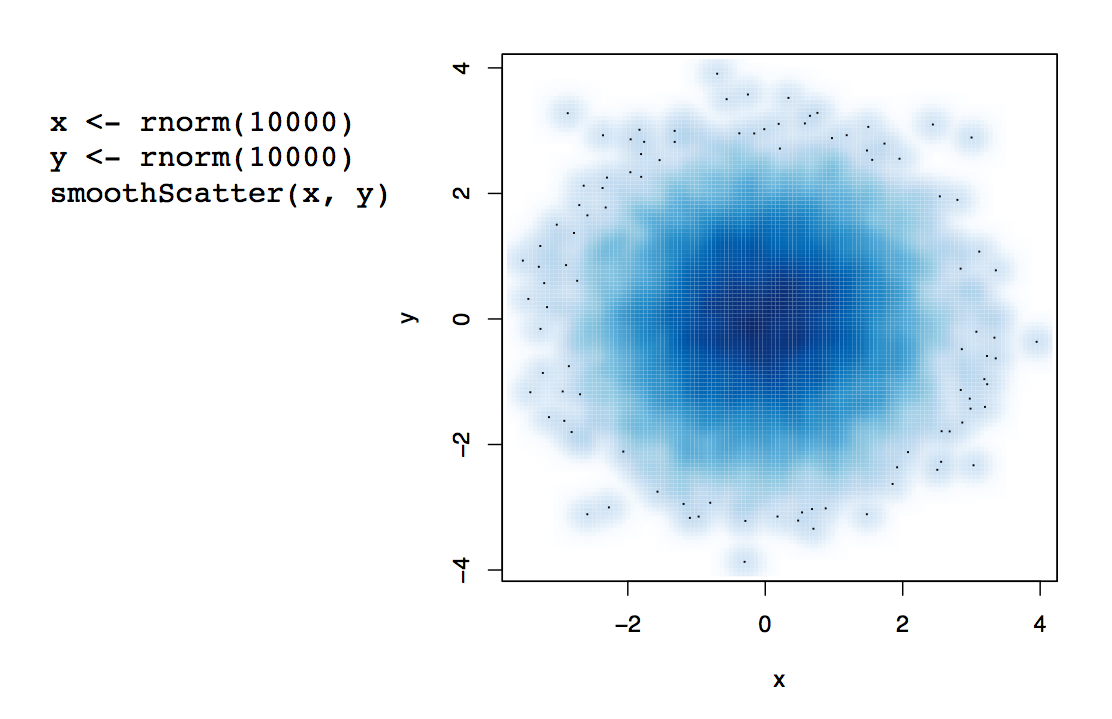 x <- rnorm(10000)
y <- rnorm(10000)
smoothScatter(x, y)
4
2
0
−2
−4
y
−2 0 2 4
x